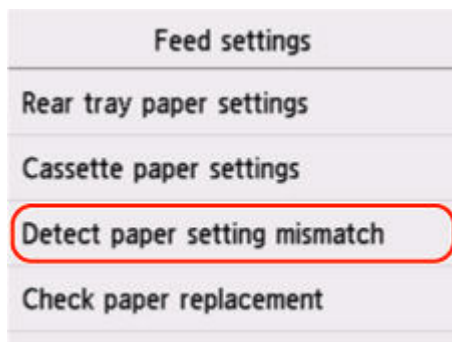 Feed settings
Rear tray paper settings
Cassette paper settings
Detect paper setting mismatch
Check paper replacement